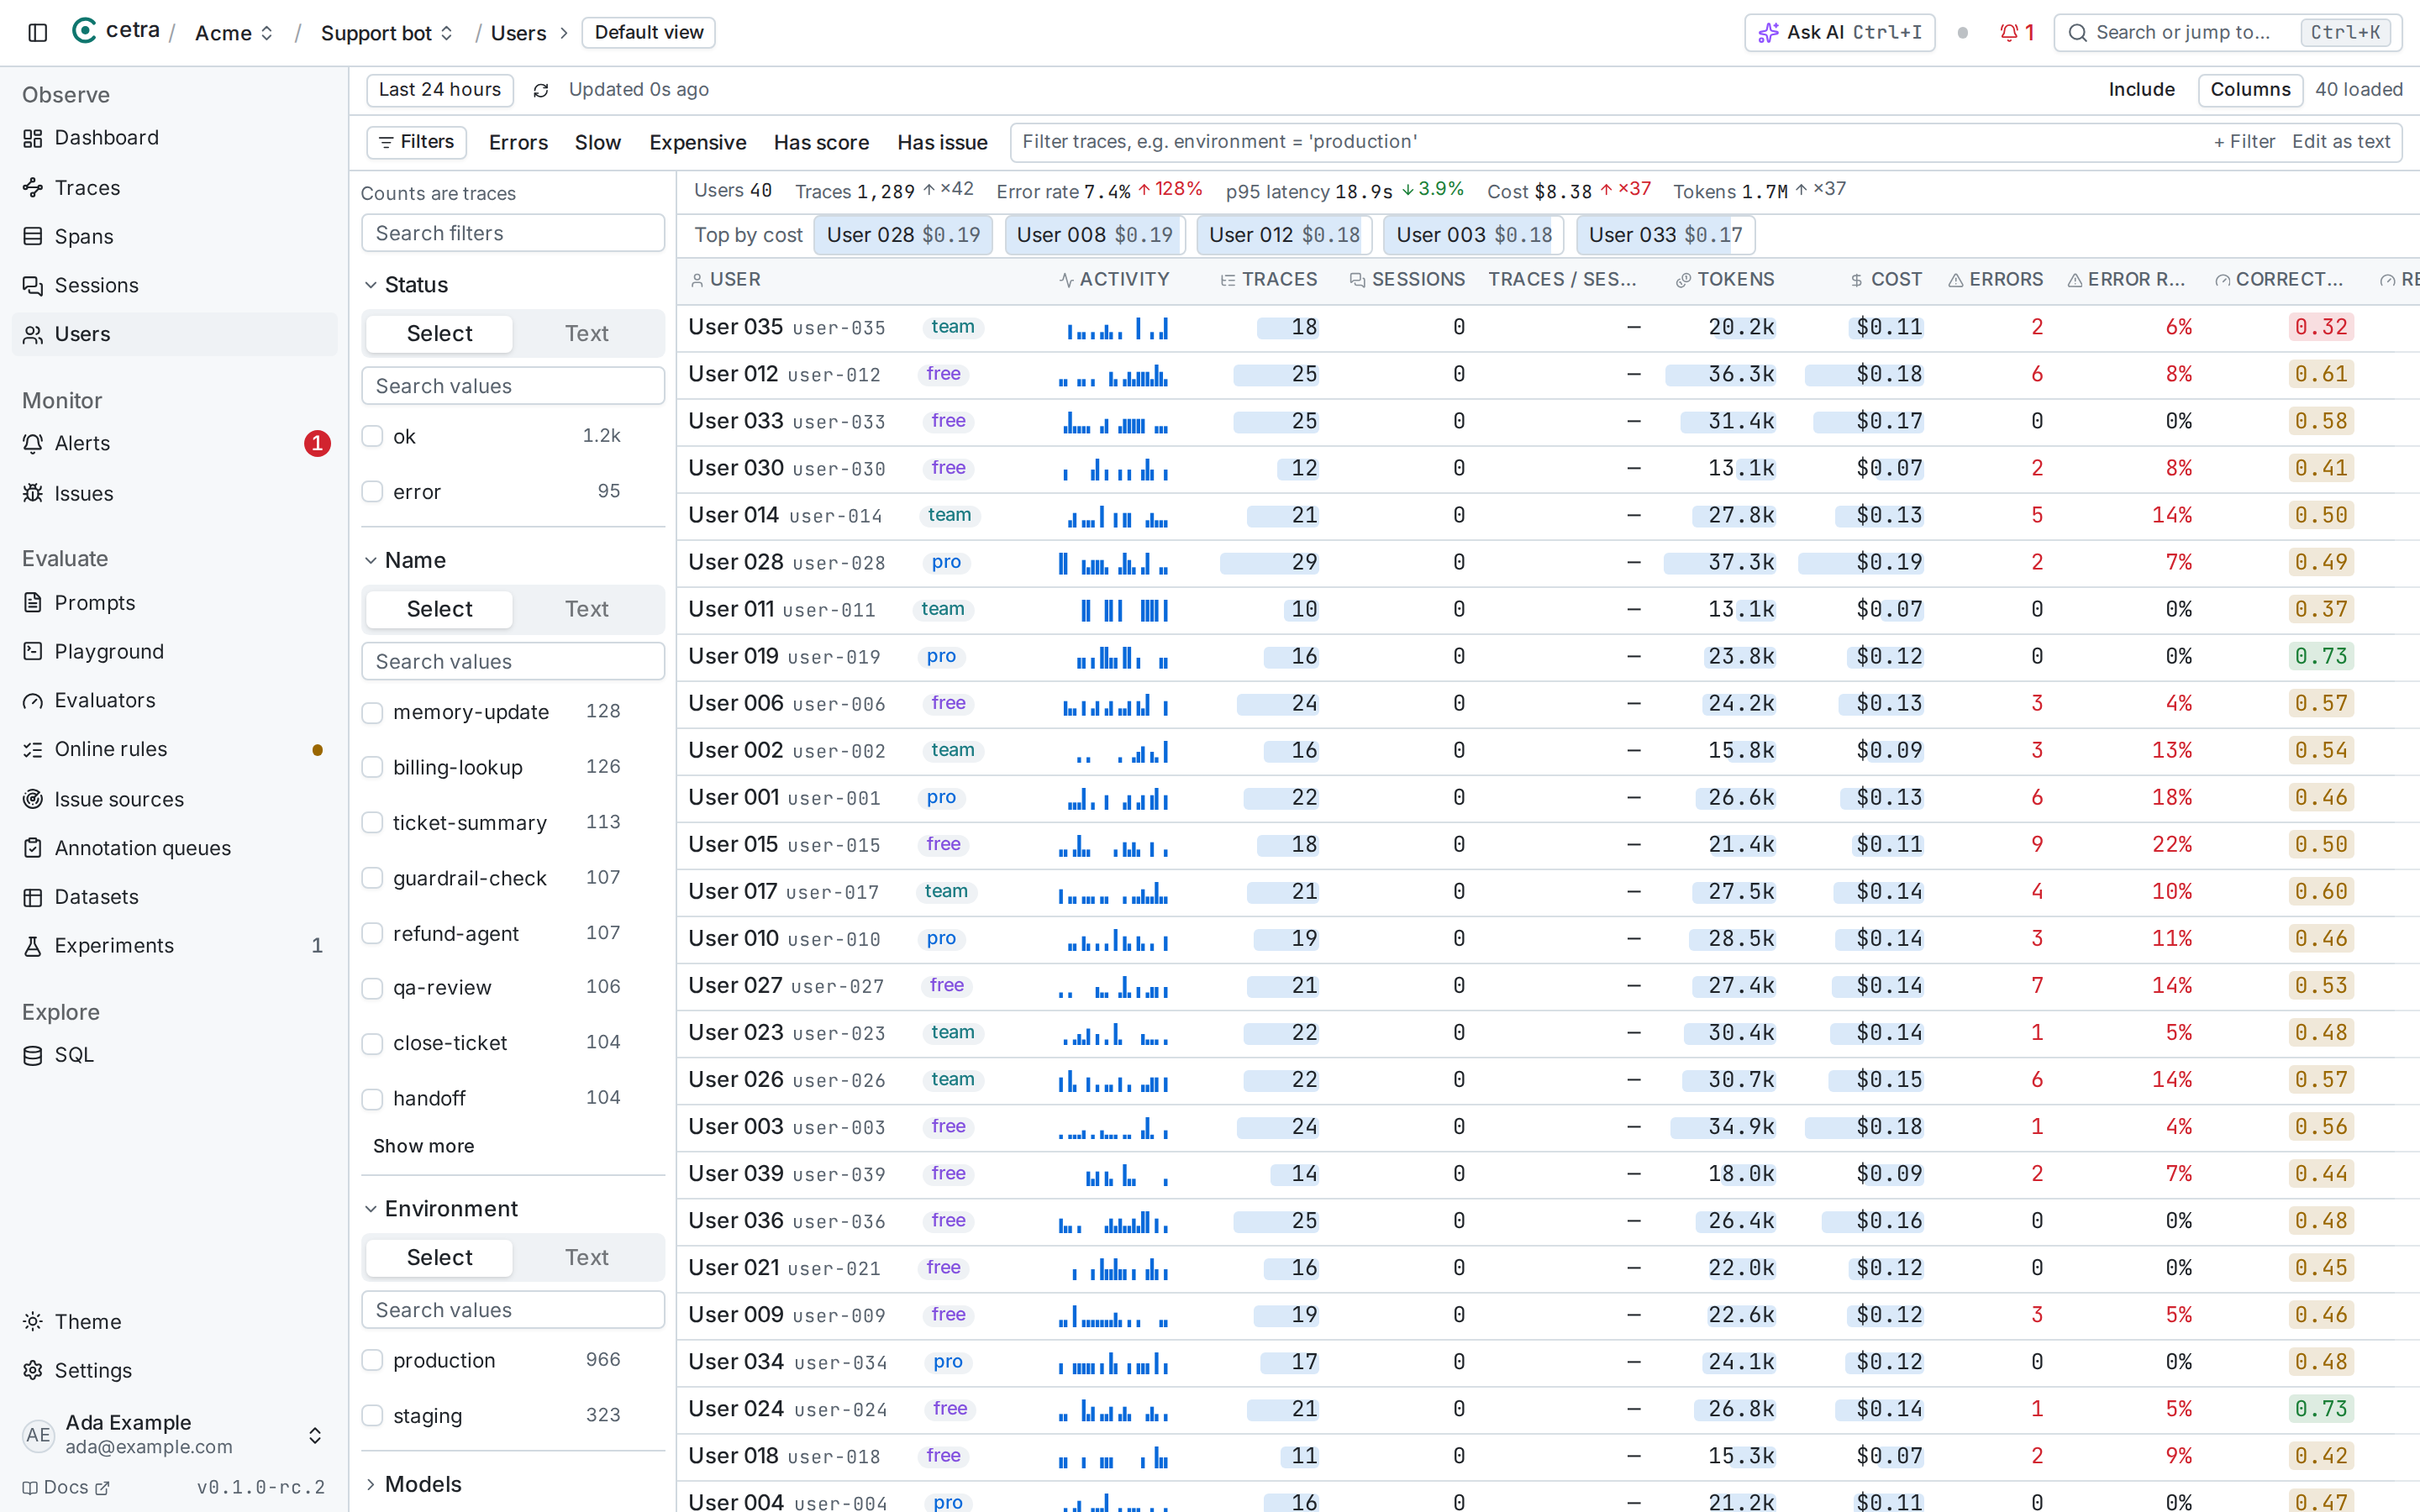 cetra / Acme / Support bot / Users > Default view Ask AI Ctrl+I 1 Search or jump to... Ctrl+K
Observe
Dashboard
Traces
Spans
Sessions
Users
Monitor
Alerts 1
Issues
Evaluate
Prompts
Playground
Evaluators
Online rules
Issue sources
Annotation queues
Datasets
Experiments 1
Explore
SQL
Theme
Settings
AE Ada Example
ada@example.com
Docs v0.1.0-rc.2
Last 24 hours Updated 0s ago Include Columns 40 loaded
Filters Errors Slow Expensive Has score Has issue Filter traces, e.g. environment = 'production' + Filter Edit as text
Counts are traces
Search filters
Status
Select Text
Search values
ok 1.2k
error 95
Name
Select Text
Search values
memory-update 128
billing-lookup 126
ticket-summary 113
guardrail-check 107
refund-agent 107
qa-review 106
close-ticket 104
handoff 104
Show more
Environment
Select Text
Search values
production 966
staging 323
Models
Users 40 Traces 1,289 ↑ ×42 Error rate 7.4% ↑ 128% p95 latency 18.9s ↓ 3.9% Cost $8.38 ↑ ×37 Tokens 1.7M ↑ ×37
Top by cost User 028 $0.19 User 008 $0.19 User 012 $0.18 User 003 $0.18 User 033 $0.17
USER ACTIVITY TRACES SESSIONS TRACES / SES... TOKENS COST ERRORS ERROR R... CORRECT... RE
User 035 user-035 team 18 0 — 20.2k $0.11 2 6% 0.32
User 012 user-012 free 25 0 — 36.3k $0.18 6 8% 0.61
User 033 user-033 free 25 0 — 31.4k $0.17 0 0% 0.58
User 030 user-030 free 12 0 — 13.1k $0.07 2 8% 0.41
User 014 user-014 team 21 0 — 27.8k $0.13 5 14% 0.50
User 028 user-028 pro 29 0 — 37.3k $0.19 2 7% 0.49
User 011 user-011 team 10 0 — 13.1k $0.07 0 0% 0.37
User 019 user-019 pro 16 0 — 23.8k $0.12 0 0% 0.73
User 006 user-006 free 24 0 — 24.2k $0.13 3 4% 0.57
User 002 user-002 team 16 0 — 15.8k $0.09 3 13% 0.54
User 001 user-001 pro 22 0 — 26.6k $0.13 6 18% 0.46
User 015 user-015 free 18 0 — 21.4k $0.11 9 22% 0.50
User 017 user-017 team 21 0 — 27.5k $0.14 4 10% 0.60
User 010 user-010 pro 19 0 — 28.5k $0.14 3 11% 0.46
User 027 user-027 free 21 0 — 27.4k $0.14 7 14% 0.53
User 023 user-023 team 22 0 — 30.4k $0.14 1 5% 0.48
User 026 user-026 team 22 0 — 30.7k $0.15 6 14% 0.57
User 003 user-003 free 24 0 — 34.9k $0.18 1 4% 0.56
User 039 user-039 free 14 0 — 18.0k $0.09 2 7% 0.44
User 036 user-036 free 25 0 — 26.4k $0.16 0 0% 0.48
User 021 user-021 free 16 0 — 22.0k $0.12 0 0% 0.45
User 009 user-009 free 19 0 — 22.6k $0.12 3 5% 0.46
User 034 user-034 pro 17 0 — 24.1k $0.12 0 0% 0.48
User 024 user-024 free 21 0 — 26.8k $0.14 1 5% 0.73
User 018 user-018 free 11 0 — 15.3k $0.07 2 9% 0.42
User 004 user-004 pro 16 0 — 21.2k $0.11 0 0% 0.47